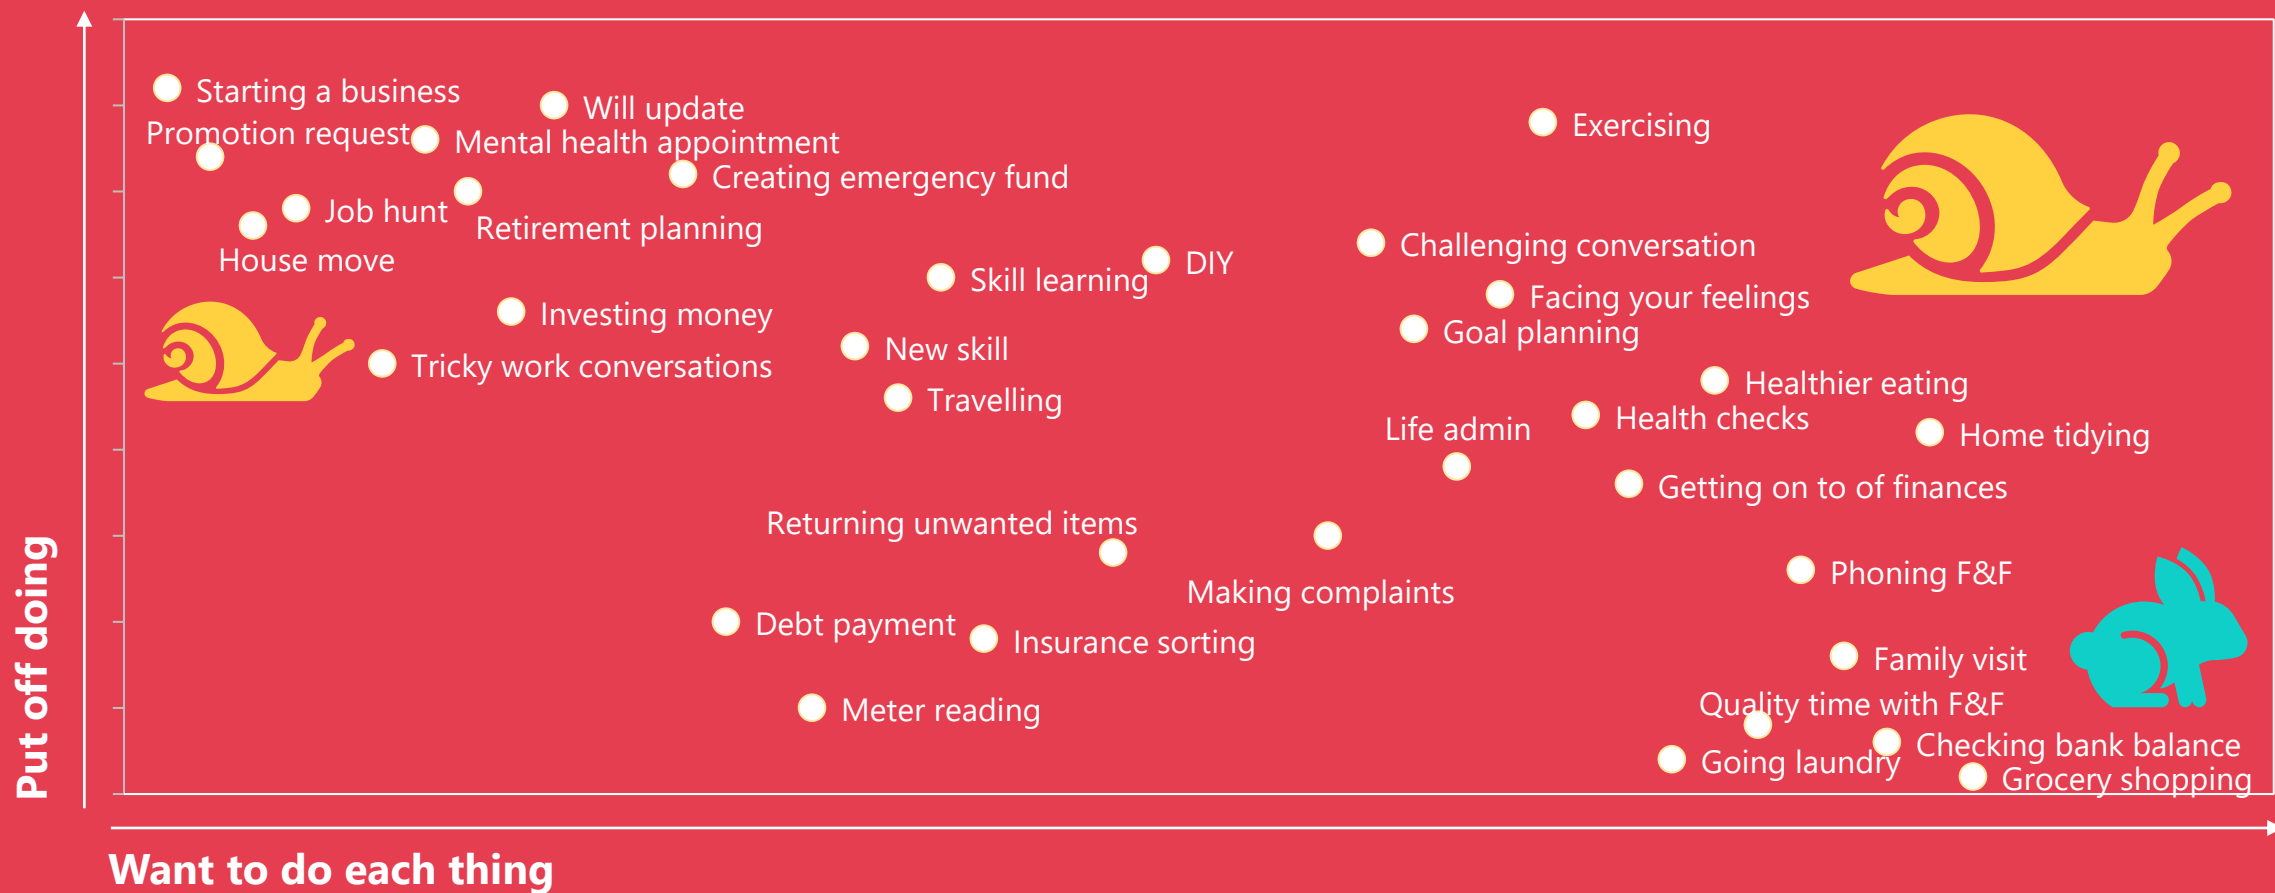 Starting a business
Will update
Exercising
Promotion request
Mental health appointment
Creating emergency fund
Job hunt
Retirement planning
House move
Challenging conversation
DIY
Skill learning
Facing your feelings
Investing money
Goal planning
New skill
Tricky work conversations
Healthier eating
Travelling
Health checks
Life admin
Home tidying
Getting on to of finances
Returning unwanted items
Making complaints
Phoning F&F
Debt payment
Insurance sorting
Family visit
Meter reading
Quality time with F&F
Checking bank balance
Going laundry
Grocery shopping
Put off doing
Want to do each thing